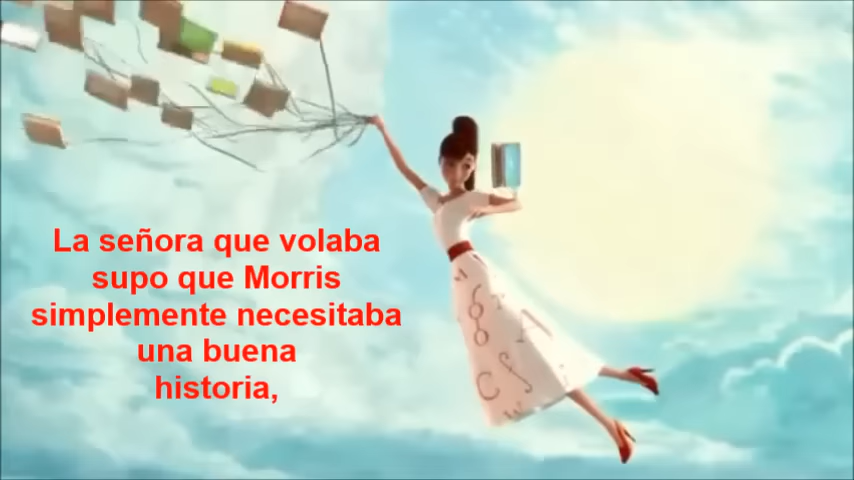 La señora que volaba
supo que Morris
simplemente necesitaba
una buena
historia,